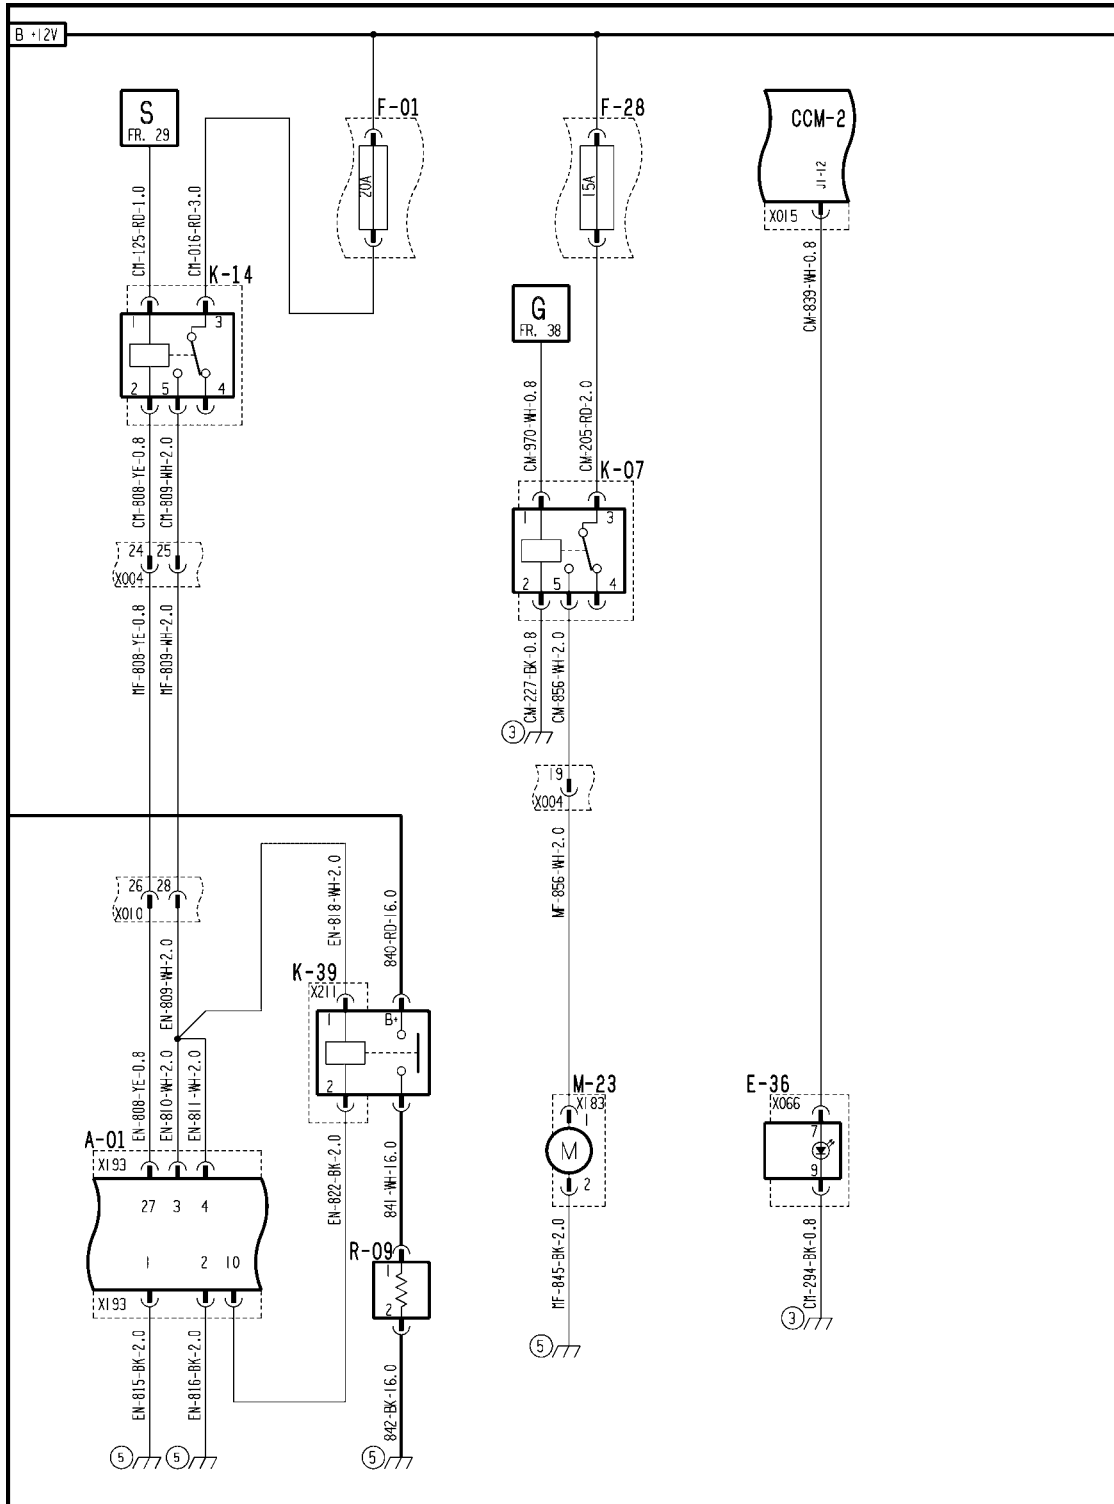 B +12V
S
FR. 29
F-01
20A
F-28
15A
CCM-2
J1-12
X015
CM-125-RD-1.0
CM-016-RD-3.0
K-14
1
3
2
5
4
CM-839-WH-0.8
G
FR. 38
CM-970-WH-0.8
CM-205-RD-2.0
K-07
1
3
2
5
4
CM-808-YE-0.8
CM-809-WH-2.0
24
25
X004
MF-808-YE-0.8
MF-809-WH-2.0
CM-227-BK-0.8
CM-856-WH-2.0
3
19
X004
MF-856-WH-2.0
26
28
X010
EN-809-WH-2.0
EN-818-WH-2.0
840-RD-16.0
K-39
X211
1
B+
2
EN-808-YE-0.8
EN-810-WH-2.0
EN-811-WH-2.0
A-01
X193
27
3
4
1
2
10
X193
EN-822-BK-2.0
841-WH-16.0
R-09
1
2
M-23
X183
1
M
2
E-36
X066
7
9
MF-845-BK-2.0
CM-294-BK-0.8
3
5
EN-815-BK-2.0
EN-816-BK-2.0
842-BK-16.0
5
5
5